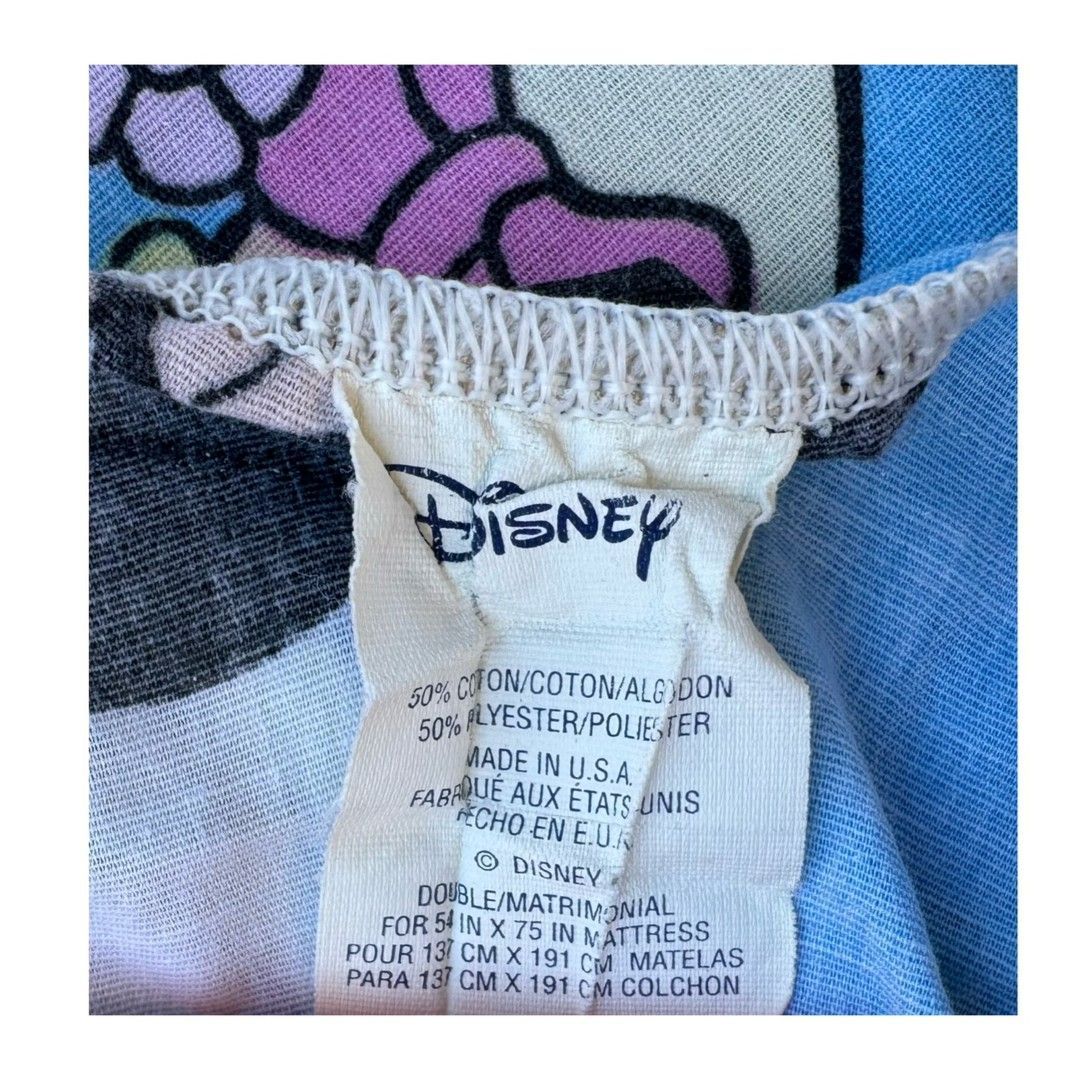 Disney
50% COTTON/COTON/ALGODON
50% POLYESTER/POLIESTER
MADE IN U.S.A.
FABRIQUÉ AUX ÉTATS-UNIS
HECHO EN E.U.
© DISNEY
DOUBLE/MATRIMONIAL
FOR 54 IN X 75 IN MATTRESS
POUR 137 CM X 191 CM MATELAS
PARA 137 CM X 191 CM COLCHON